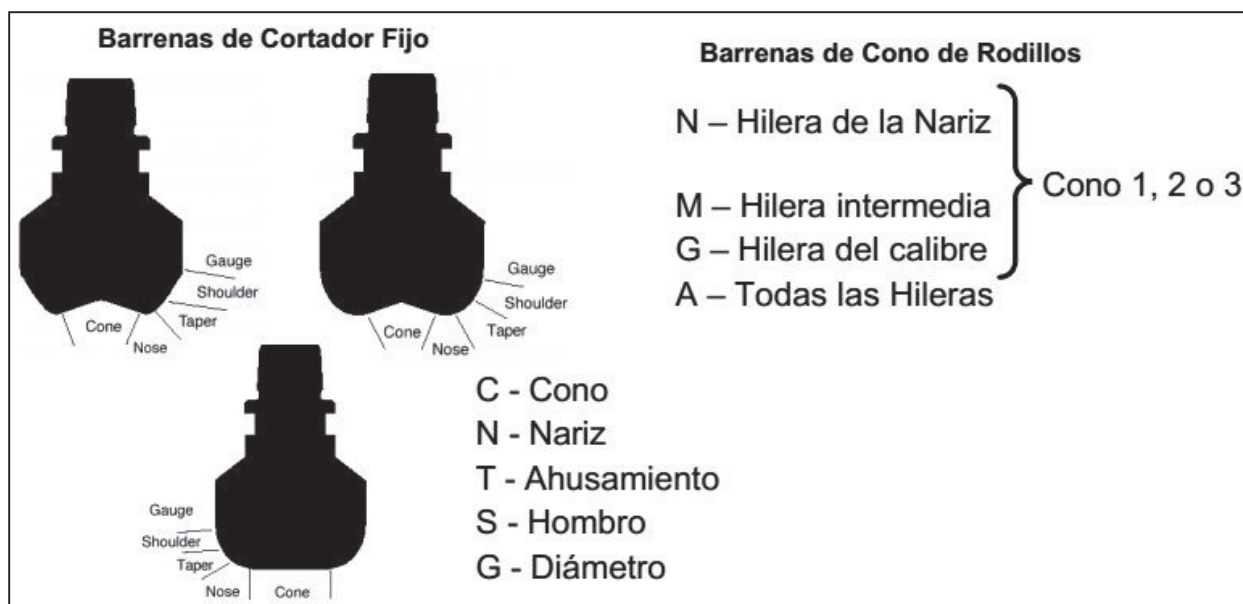 Barrenas de Cortador Fijo
Gauge
Shoulder
Taper
Cone
Nose
Gauge
Shoulder
Taper
Cone
Nose
Gauge
Shoulder
Taper
Nose
Cone
C - Cono
N - Nariz
T - Ahusamiento
S - Hombro
G - Diámetro
Barrenas de Cono de Rodillos
N – Hilera de la Nariz
M – Hilera intermedia
G – Hilera del calibre
A – Todas las Hileras
Cono 1, 2 o 3